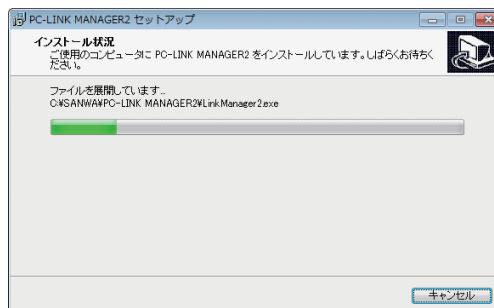 PC-LINK MANAGER2 セットアップ
インストール状況
ご使用のコンピュータに PC-LINK MANAGER2 をインストールしています。しばらくお待ちく
ださい。
ファイルを展開しています...
C:¥SANWA¥PC-LINK MANAGER2¥LinkManager2.exe
キャンセル